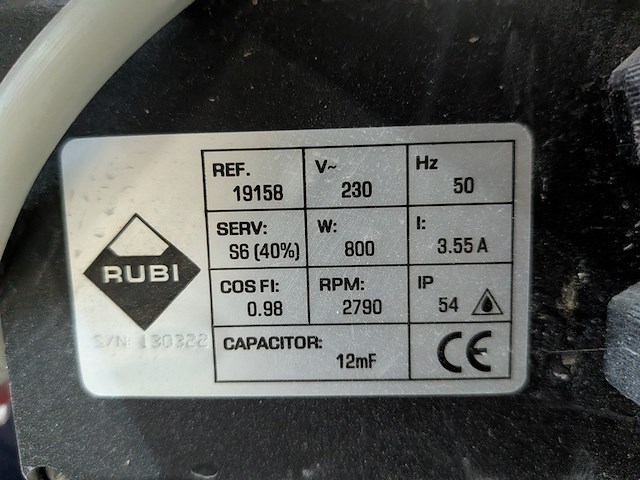 REF. V~ Hz
19158 230 50
SERV: W: I:
S6 (40%) 800 3.55 A
RUBI
COS FI: RPM: IP
0.98 2790 54
S/N 130322
CAPACITOR:
12mF CE